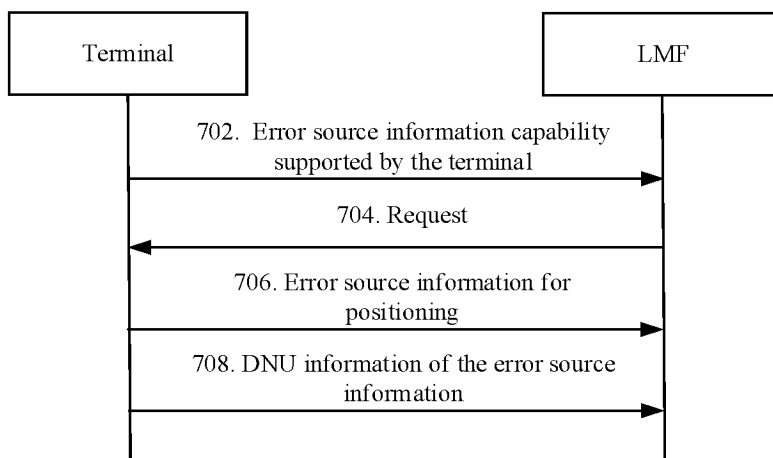 Terminal
LMF
702. Error source information capability
supported by the terminal
704. Request
706. Error source information for
positioning
708. DNU information of the error source
information